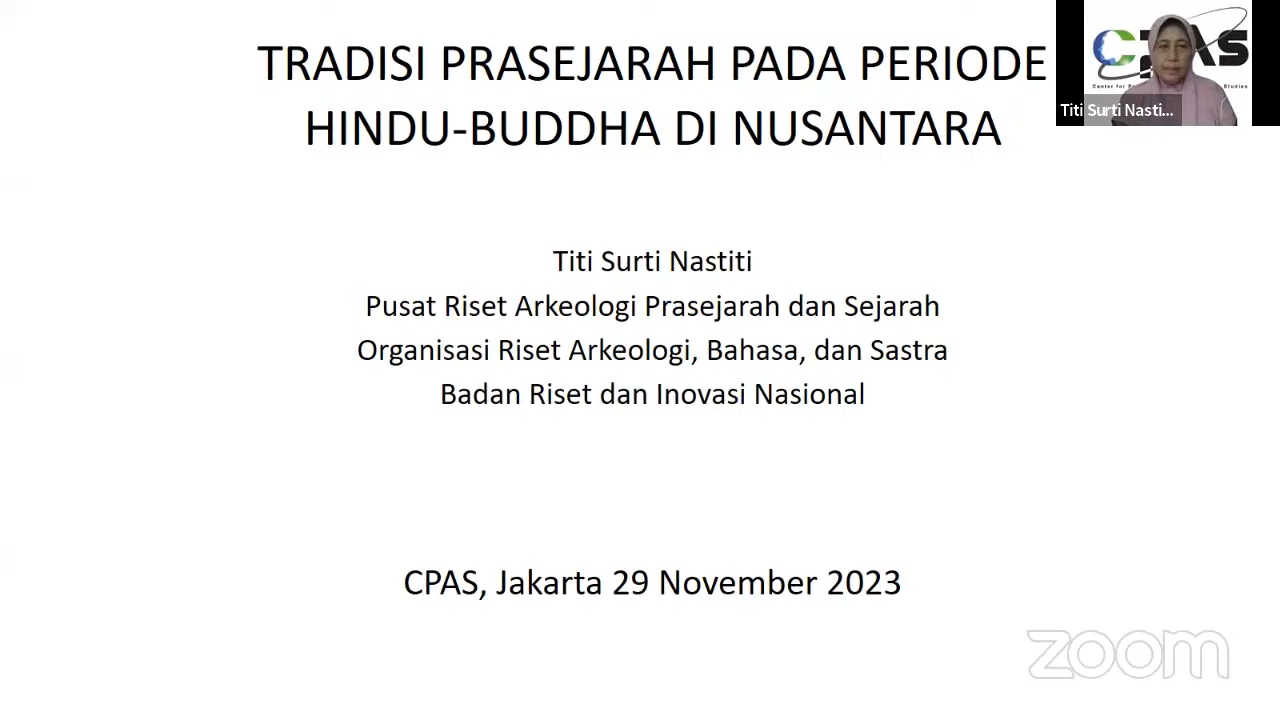 TRADISI PRASEJARAH PADA PERIODE
HINDU-BUDDHA DI NUSANTARA
Titi Surti Nasti...
Titi Surti Nastiti
Pusat Riset Arkeologi Prasejarah dan Sejarah
Organisasi Riset Arkeologi, Bahasa, dan Sastra
Badan Riset dan Inovasi Nasional
CPAS, Jakarta 29 November 2023
zoom